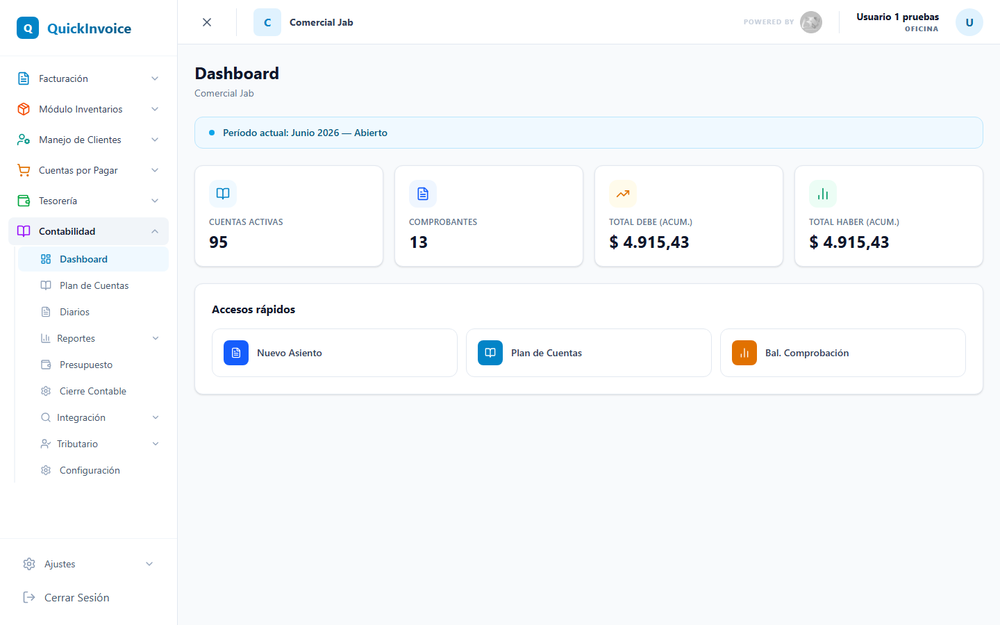 Q QuickInvoice
Facturación
Módulo Inventarios
Manejo de Clientes
Cuentas por Pagar
Tesorería
Contabilidad
Dashboard
Plan de Cuentas
Diarios
Reportes
Presupuesto
Cierre Contable
Integración
Tributario
Configuración
Ajustes
Cerrar Sesión
C Comercial Jab
POWERED BY
Usuario 1 pruebas
OFICINA
U
Dashboard
Comercial Jab
Período actual: Junio 2026 — Abierto
CUENTAS ACTIVAS
95
COMPROBANTES
13
TOTAL DEBE (ACUM.)
$ 4.915,43
TOTAL HABER (ACUM.)
$ 4.915,43
Accesos rápidos
Nuevo Asiento
Plan de Cuentas
Bal. Comprobación